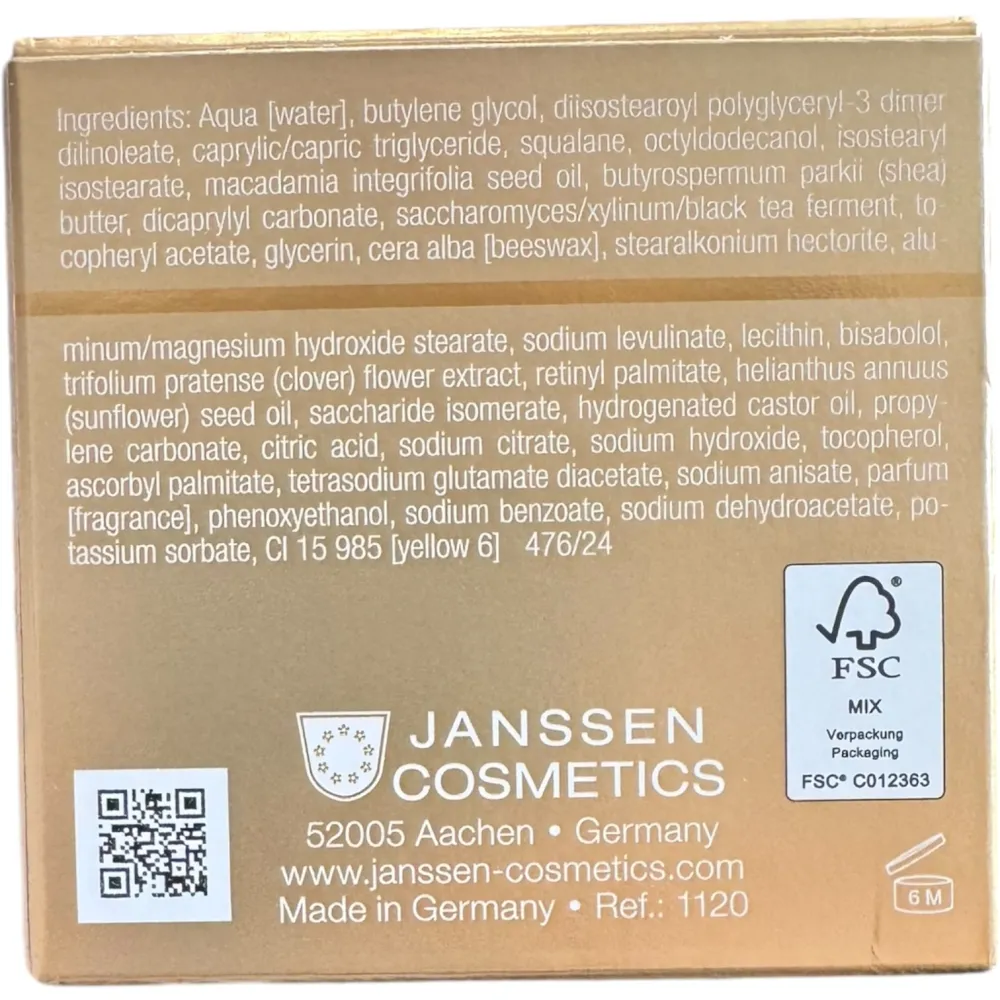 Ingredients: Aqua [water], butylene glycol, diisostearoyl polyglyceryl-3 dimer
dilinoleate, caprylic/capric triglyceride, squalane, octyldodecanol, isostearyl
isostearate, macadamia integrifolia seed oil, butyrospermum parkii (shea)
butter, dicaprylyl carbonate, saccharomyces/xylinum/black tea ferment, to-
copheryl acetate, glycerin, cera alba [beeswax], stearalkonium hectorite, alu-
minum/magnesium hydroxide stearate, sodium levulinate, lecithin, bisabolol,
trifolium pratense (clover) flower extract, retinyl palmitate, helianthus annuus
(sunflower) seed oil, saccharide isomerate, hydrogenated castor oil, propy-
lene carbonate, citric acid, sodium citrate, sodium hydroxide, tocopherol,
ascorbyl palmitate, tetrasodium glutamate diacetate, sodium anisate, parfum
[fragrance], phenoxyethanol, sodium benzoate, sodium dehydroacetate, po-
tassium sorbate, CI 15 985 [yellow 6] 476/24
FSC®
MIX
Verpackung
Packaging
FSC® C012363
JANSSEN
COSMETICS
52005 Aachen • Germany
www.janssen-cosmetics.com
Made in Germany • Ref.: 1120
6 M